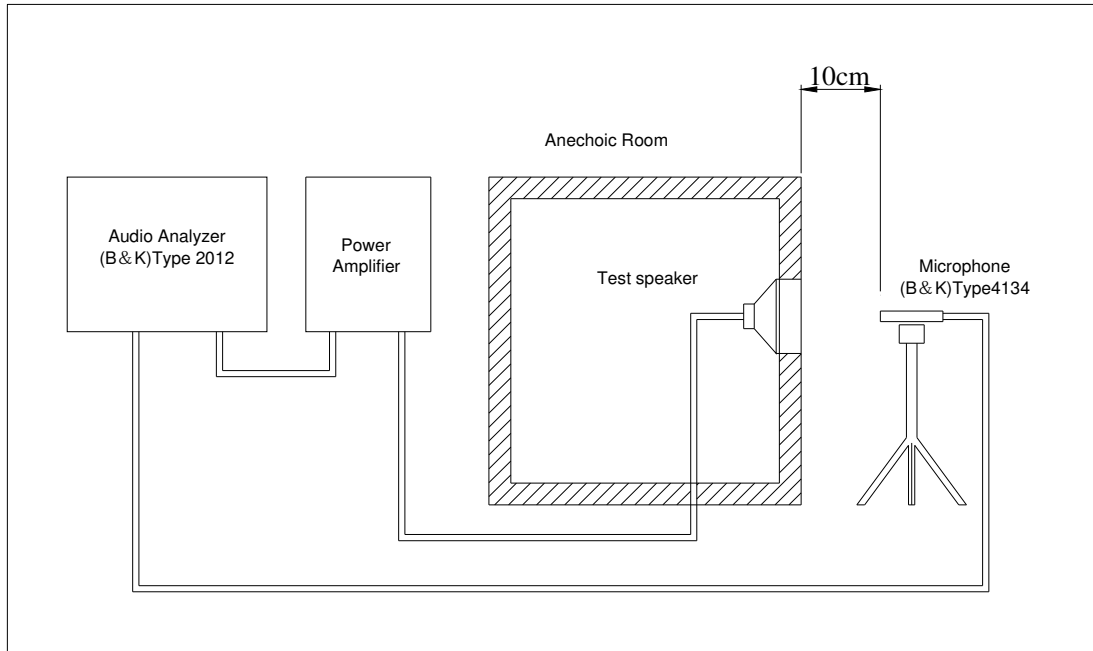 10cm
Anechoic Room
Audio Analyzer
(B&K)Type 2012
Power
Amplifier
Test speaker
Microphone
(B&K)Type4134